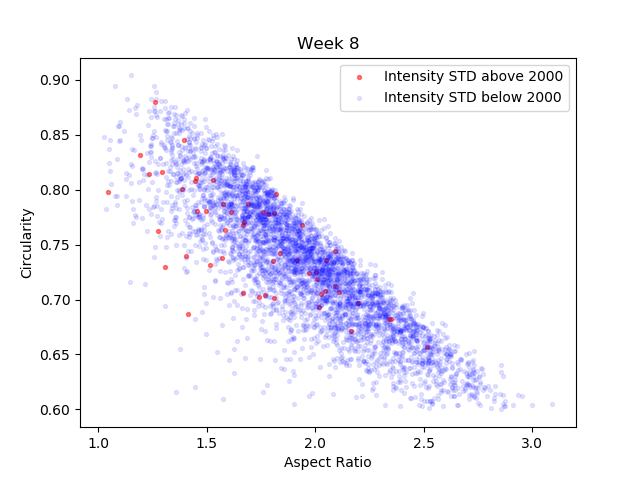 Week 8
Intensity STD above 2000
Intensity STD below 2000
0.90
0.85
0.80
0.75
0.70
0.65
0.60
Circularity
1.0 1.5 2.0 2.5 3.0
Aspect Ratio